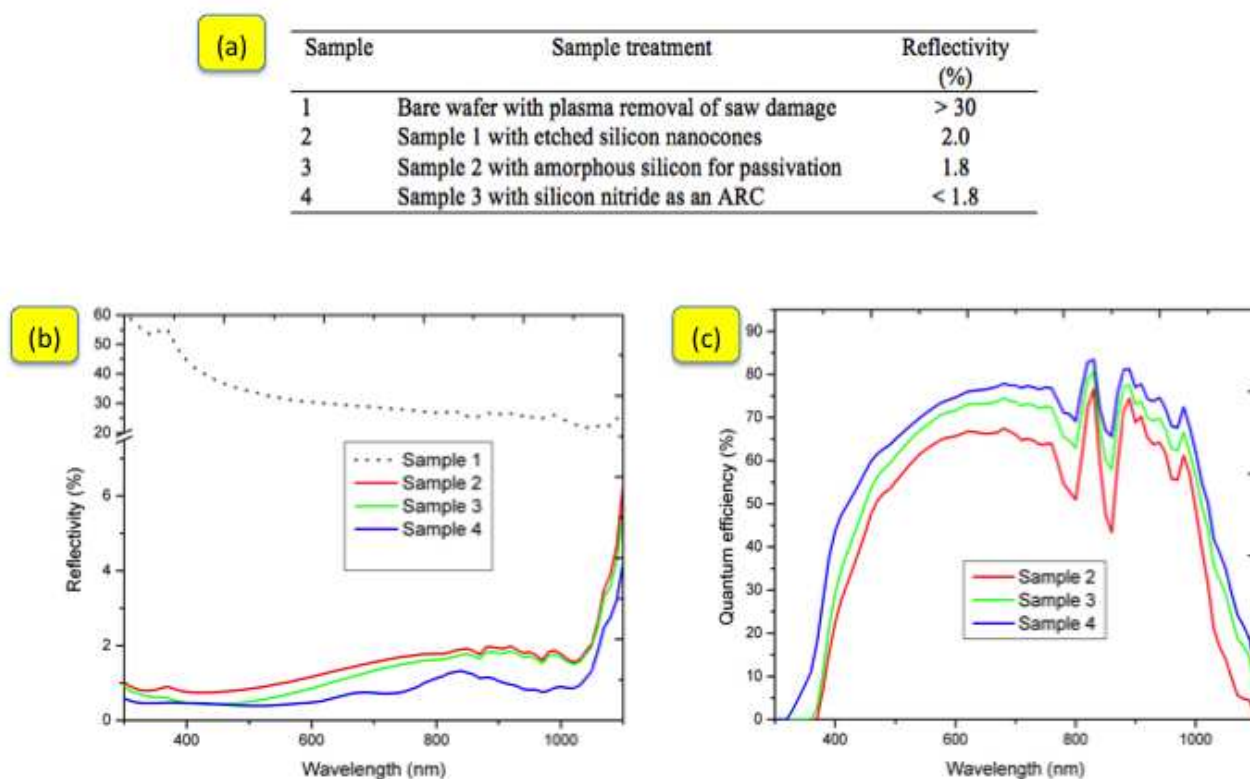 (a)
Sample Sample treatment Reflectivity
(%)
1 Bare wafer with plasma removal of saw damage > 30
2 Sample 1 with etched silicon nanocones 2.0
3 Sample 2 with amorphous silicon for passivation 1.8
4 Sample 3 with silicon nitride as an ARC < 1.8
(b)
60
50
40
30
20
6
4
2
0
Reflectivity (%)
Sample 1
Sample 2
Sample 3
Sample 4
400 600 800 1000
Wavelength (nm)
(c)
90
80
70
60
50
40
30
20
10
0
Quantum efficiency (%)
Sample 2
Sample 3
Sample 4
400 600 800 1000
Wavelength (nm)